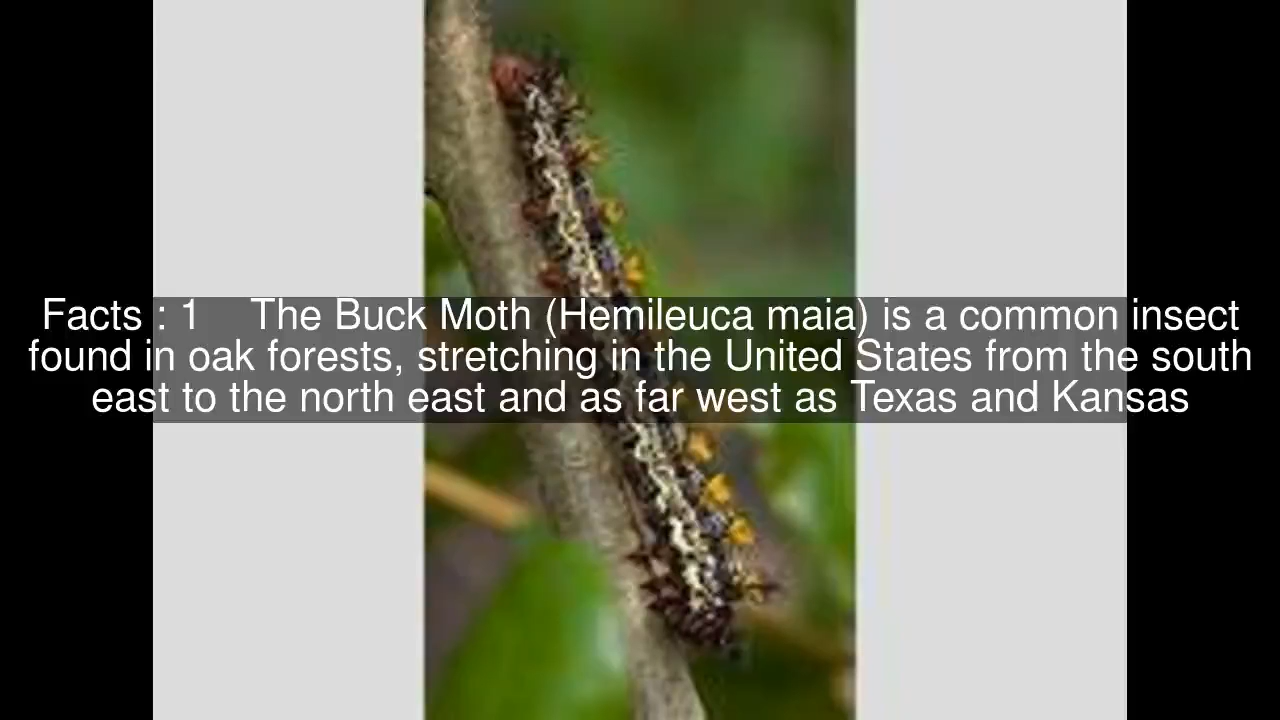 Facts : 1 The Buck Moth (Hemileuca maia) is a common insect
found in oak forests, stretching in the United States from the south
east to the north east and as far west as Texas and Kansas